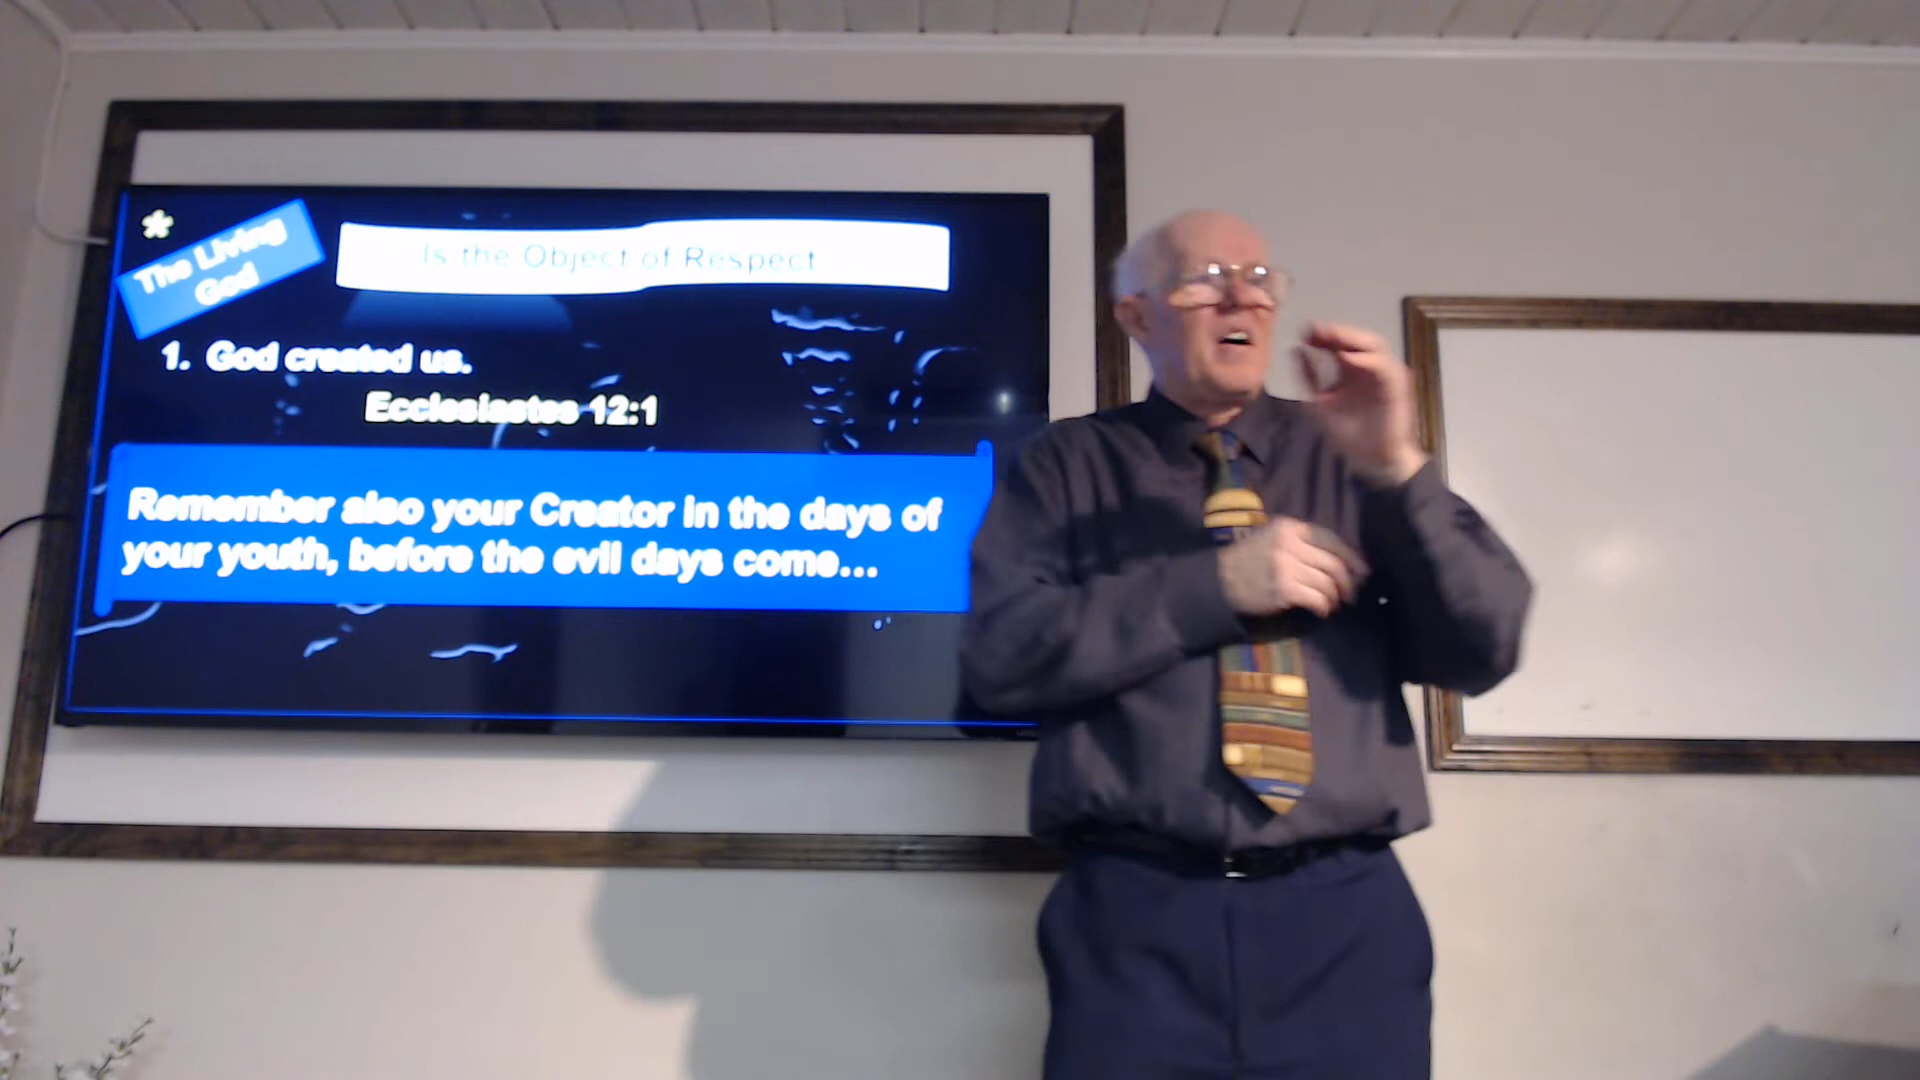 *
The Living
God
Is the Object of Respect
1. God created us.
Ecclesiastes 12:1
Remember also your Creator in the days of
your youth, before the evil days come...